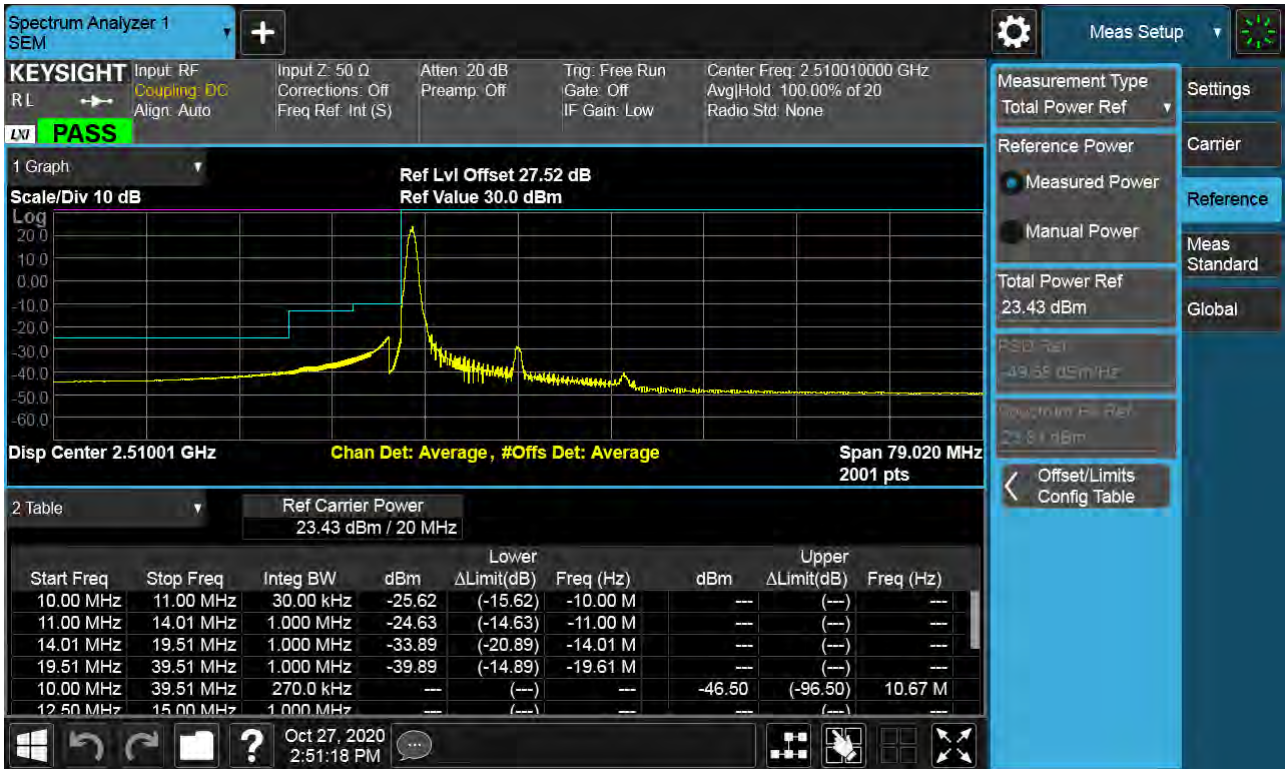 Spectrum Analyzer 1
SEM
Meas Setup
KEYSIGHT
R L
LXI
PASS
Input: RF
Coupling: DC
Align: Auto
Input Z: 50 Ω
Corrections: Off
Freq Ref: Int (S)
Atten: 20 dB
Preamp: Off
Trig: Free Run
Gate: Off
IF Gain: Low
Center Freq: 2.510010000 GHz
Avg|Hold: 100.00% of 20
Radio Std: None
1 Graph
Scale/Div 10 dB
Ref Lvl Offset 27.52 dB
Ref Value 30.0 dBm
Log
20.0
10.0
0.00
-10.0
-20.0
-30.0
-40.0
-50.0
-60.0
Disp Center 2.51001 GHz
Chan Det: Average, #Offs Det: Average
Span 79.020 MHz
2001 pts
2 Table
Ref Carrier Power
23.43 dBm / 20 MHz
Lower Upper
Start Freq Stop Freq Integ BW dBm ΔLimit(dB) Freq (Hz) dBm ΔLimit(dB) Freq (Hz)
10.00 MHz 11.00 MHz 30.00 kHz -25.62 (-15.62) -10.00 M --- (---) ---
11.00 MHz 14.01 MHz 1.000 MHz -24.63 (-14.63) -11.00 M --- (---) ---
14.01 MHz 19.51 MHz 1.000 MHz -33.89 (-20.89) -14.01 M --- (---) ---
19.51 MHz 39.51 MHz 1.000 MHz -39.89 (-14.89) -19.61 M --- (---) ---
10.00 MHz 39.51 MHz 270.0 kHz --- (---) --- -46.50 (-96.50) 10.67 M
12.50 MHz 15.00 MHz 1.000 MHz --- (---) --- --- (---) ---
Measurement Type
Total Power Ref
Reference Power
Measured Power
Manual Power
Total Power Ref
23.43 dBm
PSD Ref
Offset/Limits
Config Table
Settings
Carrier
Reference
Meas
Standard
Global
?
Oct 27, 2020
2:51:18 PM